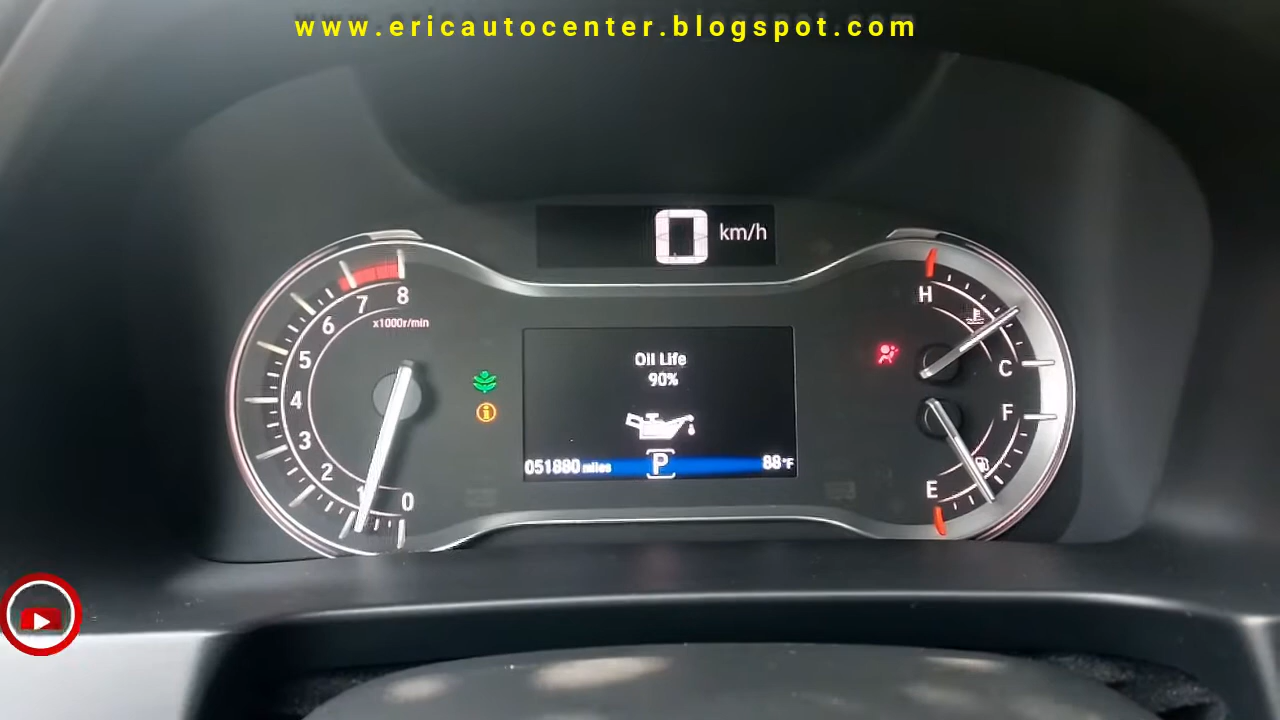 www.ericautocenter.blogspot.com
0 km/h
8
7
6
x1000r/min
5
4
3
2
1
0
Oil Life
90%
051880 miles P 88°F
H
C
F
E